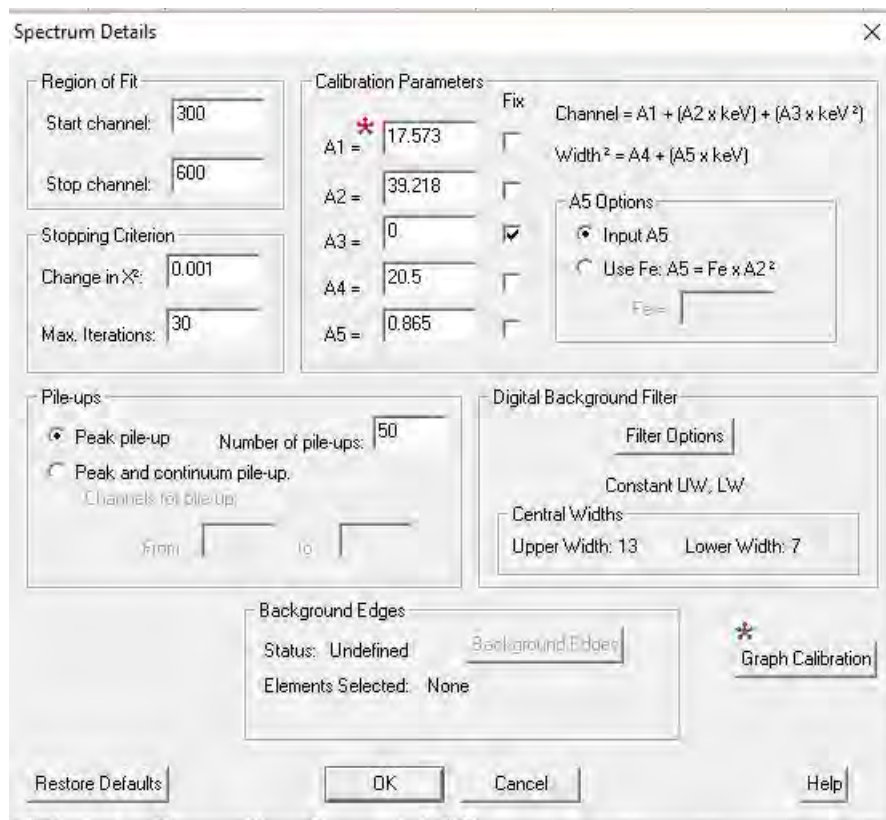 Spectrum Details
Region of Fit
Start channel: 300
Stop channel: 600
Stopping Criterion
Change in X²: 0.001
Max. Iterations: 30
Calibration Parameters
Fix
A1 = 17.573
A2 = 39.218
A3 = 0
A4 = 20.5
A5 = 0.865
Channel = A1 + (A2 x keV) + (A3 x keV²)
Width² = A4 + (A5 x keV)
A5 Options
Input A5
Use Fe: A5 = Fe x A2²
Fe =
Pile-ups
Peak pile-up Number of pile-ups: 50
Peak and continuum pile-up.
Channels for pile-up
From To
Digital Background Filter
Filter Options
Constant UW, LW
Central Widths
Upper Width: 13 Lower Width: 7
Background Edges
Status: Undefined Background Edges
Elements Selected: None
Graph Calibration
Restore Defaults OK Cancel Help